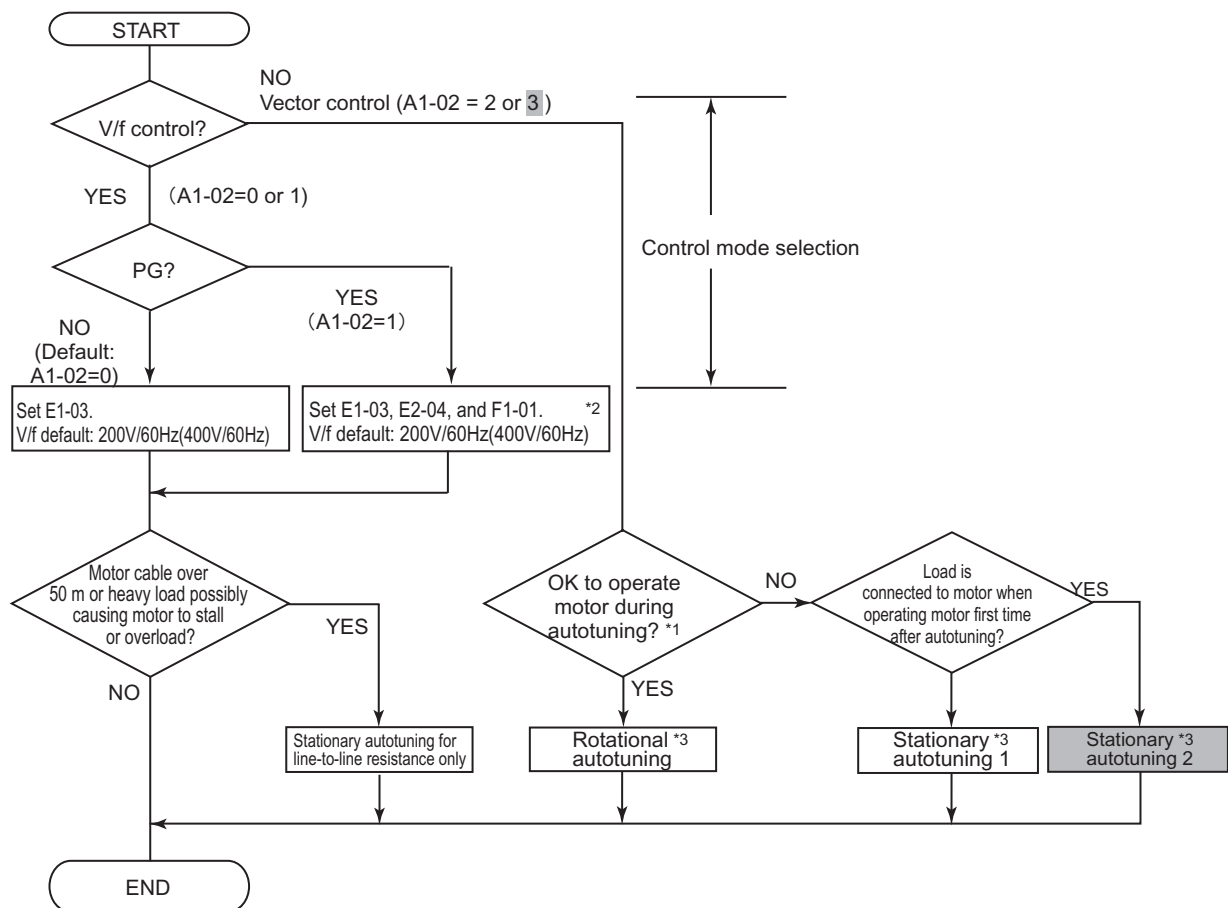 START
NO
Vector control (A1-02 = 2 or 3 )
V/f control?
YES
(A1-02=0 or 1)
Control mode selection
PG?
YES
(A1-02=1)
NO
(Default:
A1-02=0)
Set E1-03.
V/f default: 200V/60Hz(400V/60Hz)
Set E1-03, E2-04, and F1-01. *2
V/f default: 200V/60Hz(400V/60Hz)
Motor cable over
50 m or heavy load possibly
causing motor to stall
or overload?
YES
NO
OK to operate
motor during
autotuning? *1
NO
YES
Load is
connected to motor when
operating motor first time
after autotuning?
YES
Stationary autotuning for
line-to-line resistance only
Rotational *3
autotuning
Stationary *3
autotuning 1
Stationary *3
autotuning 2
END